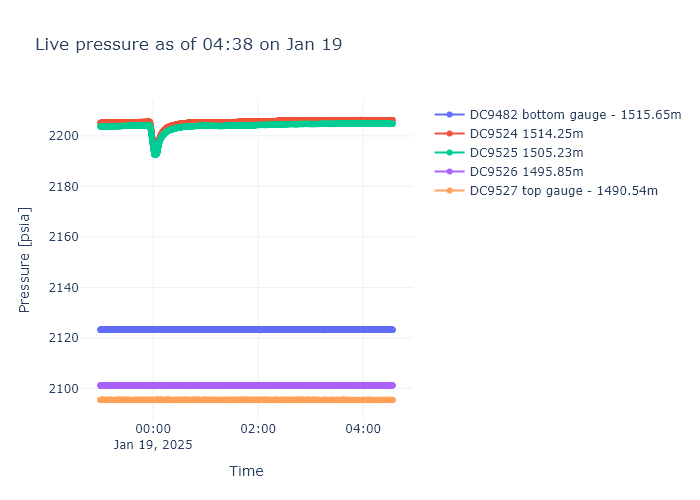 Live pressure as of 04:38 on Jan 19
DC9482 bottom gauge - 1515.65m
DC9524 1514.25m
DC9525 1505.23m
DC9526 1495.85m
DC9527 top gauge - 1490.54m
Pressure [psia]
2200
2180
2160
2140
2120
2100
00:00
02:00
04:00
Jan 19, 2025
Time